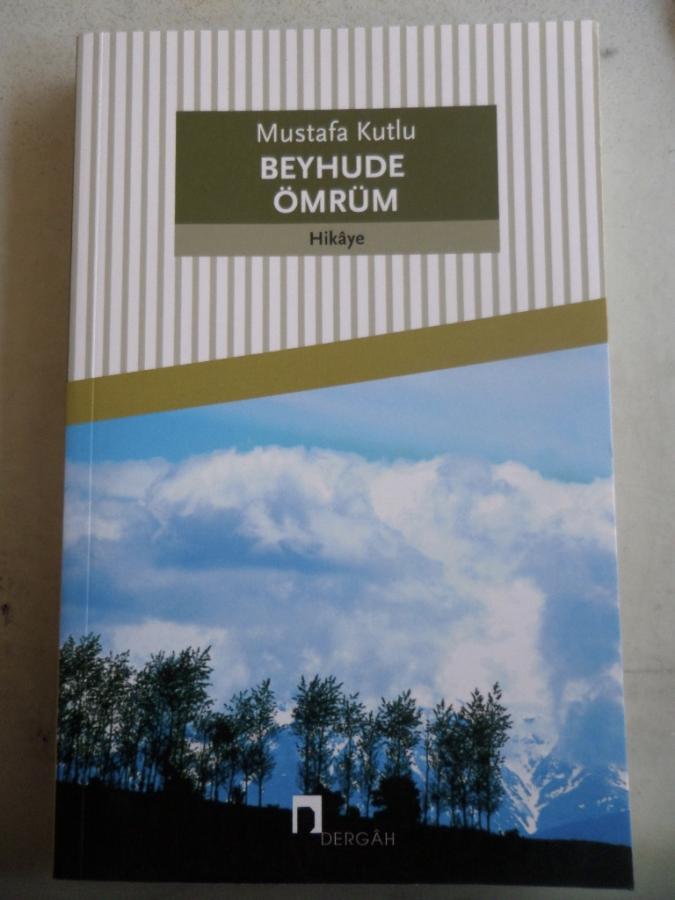 Mustafa Kutlu
BEYHUDE
ÖMRÜM
Hikâye
DERGÂH